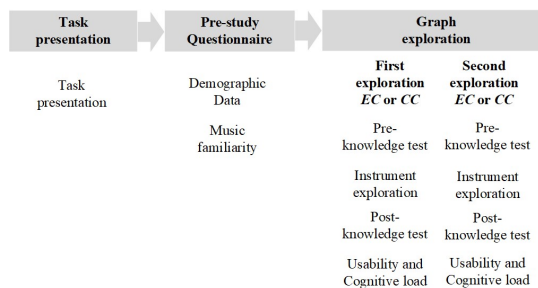 Task
presentation
Pre-study
Questionnaire
Graph
exploration
Task
presentation
Demographic
Data
Music
familiarity
First
exploration
EC or CC
Pre-
knowledge test
Instrument
exploration
Post-
knowledge test
Usability and
Cognitive load
Second
exploration
EC or CC
Pre-
knowledge test
Instrument
exploration
Post-
knowledge test
Usability and
Cognitive load